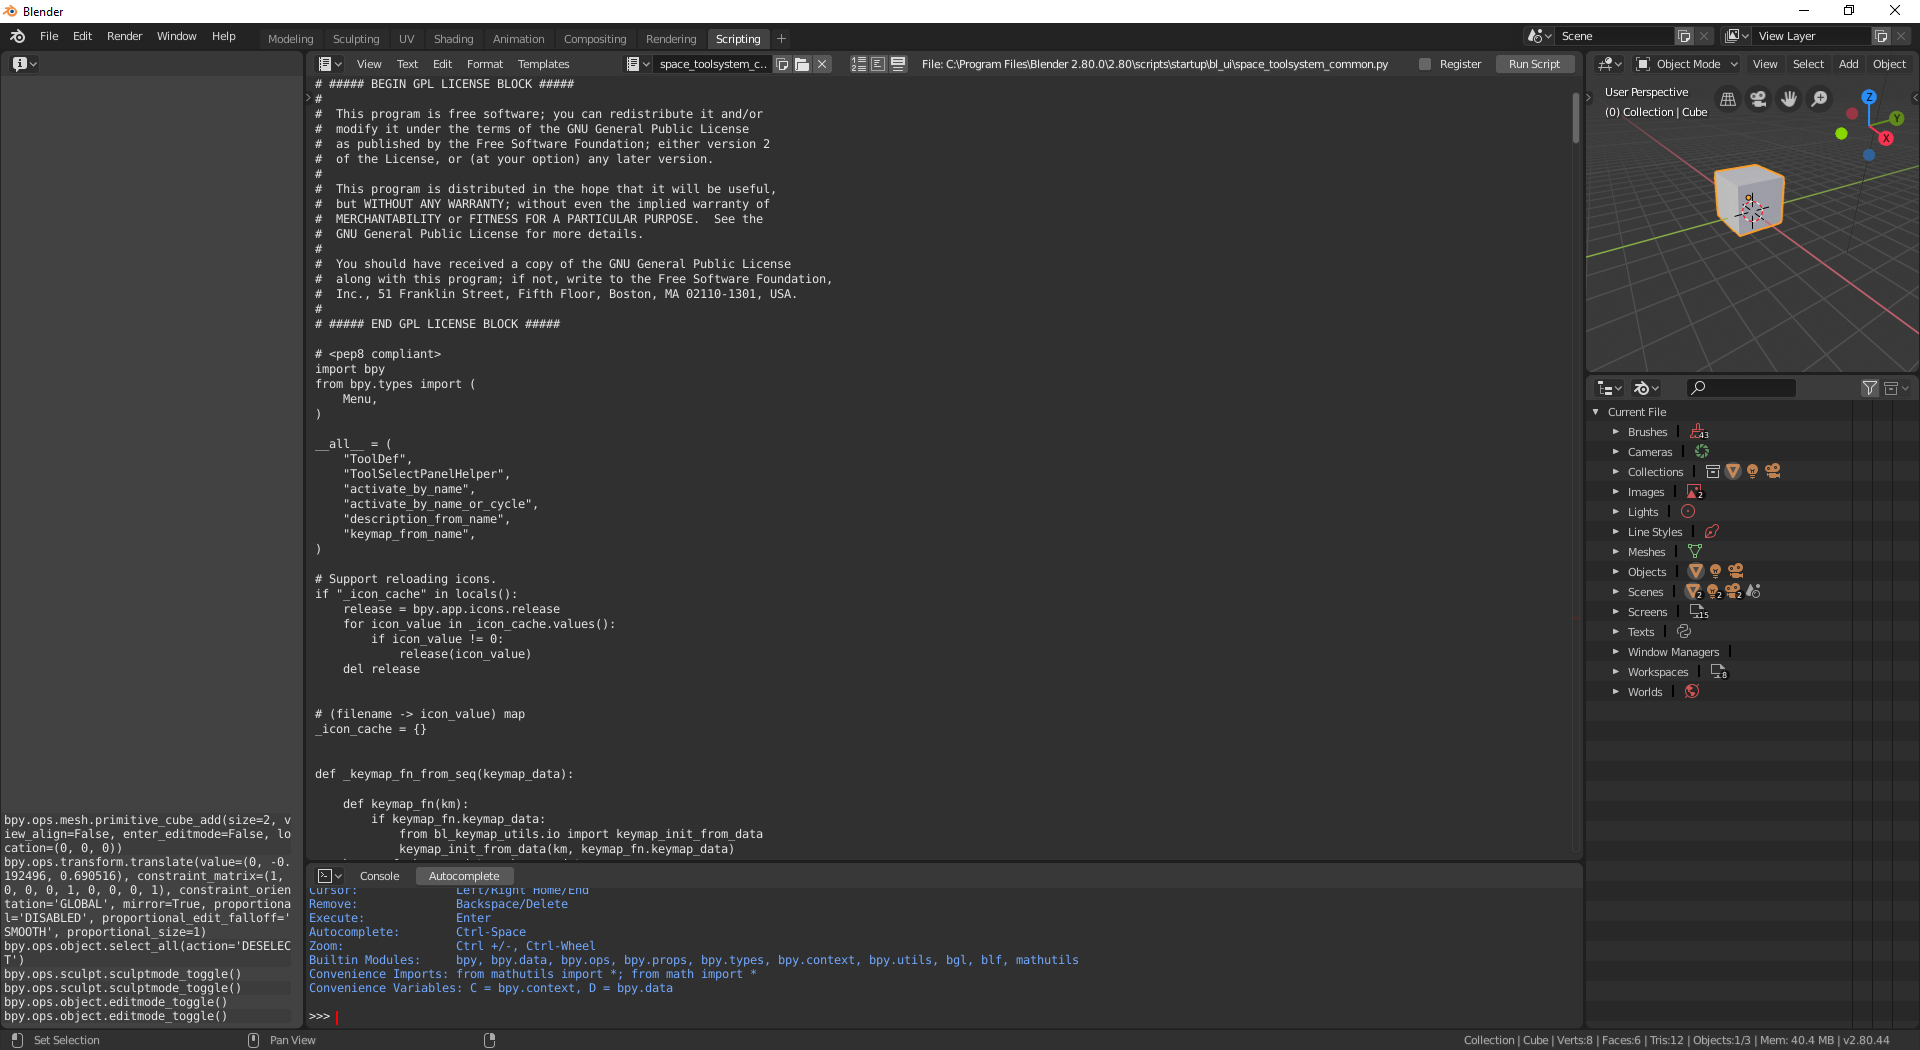 Blender
File Edit Render Window Help Modeling Sculpting UV Shading Animation Compositing Rendering Scripting + Scene View Layer
View Text Edit Format Templates space_toolsystem_c.. File: C:\Program Files\Blender 2.80.0\2.80\scripts\startup\bl_ui\space_toolsystem_common.py Register Run Script
# ##### BEGIN GPL LICENSE BLOCK #####
#
#  This program is free software; you can redistribute it and/or
#  modify it under the terms of the GNU General Public License
#  as published by the Free Software Foundation; either version 2
#  of the License, or (at your option) any later version.
#
#  This program is distributed in the hope that it will be useful,
#  but WITHOUT ANY WARRANTY; without even the implied warranty of
#  MERCHANTABILITY or FITNESS FOR A PARTICULAR PURPOSE.  See the
#  GNU General Public License for more details.
#
#  You should have received a copy of the GNU General Public License
#  along with this program; if not, write to the Free Software Foundation,
#  Inc., 51 Franklin Street, Fifth Floor, Boston, MA 02110-1301, USA.
#
# ##### END GPL LICENSE BLOCK #####
# <pep8 compliant>
import bpy
from bpy.types import (
    Menu,
)
__all__ = (
    "ToolDef",
    "ToolSelectPanelHelper",
    "activate_by_name",
    "activate_by_name_or_cycle",
    "description_from_name",
    "keymap_from_name",
)
# Support reloading icons.
if "_icon_cache" in locals():
    release = bpy.app.icons.release
    for icon_value in _icon_cache.values():
        if icon_value != 0:
            release(icon_value)
    del release
# (filename -> icon_value) map
_icon_cache = {}
def _keymap_fn_from_seq(keymap_data):
    def keymap_fn(km):
        if keymap_fn.keymap_data:
            from bl_keymap_utils.io import keymap_init_from_data
            keymap_init_from_data(km, keymap_fn.keymap_data)
bpy.ops.mesh.primitive_cube_add(size=2, v
iew_align=False, enter_editmode=False, lo
cation=(0, 0, 0))
bpy.ops.transform.translate(value=(0, -0.
192496, 0.690516), constraint_matrix=(1,
0, 0, 0, 1, 0, 0, 0, 1), constraint_orien
tation='GLOBAL', mirror=True, proportiona
l='DISABLED', proportional_edit_falloff='
SMOOTH', proportional_size=1)
bpy.ops.object.select_all(action='DESELEC
T')
bpy.ops.sculpt.sculptmode_toggle()
bpy.ops.sculpt.sculptmode_toggle()
bpy.ops.object.editmode_toggle()
bpy.ops.object.editmode_toggle()
Console Autocomplete
Cursor: Left/Right Home/End
Remove: Backspace/Delete
Execute: Enter
Autocomplete: Ctrl-Space
Zoom: Ctrl +/-, Ctrl-Wheel
Builtin Modules: bpy, bpy.data, bpy.ops, bpy.props, bpy.types, bpy.context, bpy.utils, bgl, blf, mathutils
Convenience Imports: from mathutils import *; from math import *
Convenience Variables: C = bpy.context, D = bpy.data
>>>
Object Mode View Select Add Object
User Perspective
(0) Collection | Cube
Z
Y
X
Current File
Brushes 43
Cameras
Collections
Images 2
Lights
Line Styles
Meshes
Objects
Scenes 2 2 2
Screens 15
Texts
Window Managers
Workspaces 8
Worlds
Set Selection Pan View Collection | Cube | Verts:8 | Faces:6 | Tris:12 | Objects:1/3 | Mem: 40.4 MB | v2.80.44